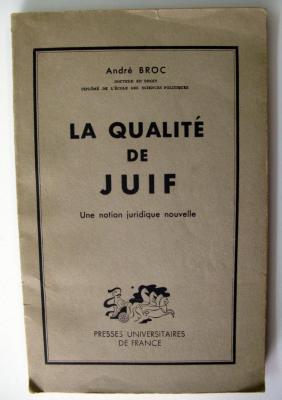 André BROC
DOCTEUR EN DROIT
DIPLÔMÉ DE L'ÉCOLE DES SCIENCES POLITIQUES
LA QUALITÉ
DE
JUIF
Une notion juridique nouvelle
PRESSES UNIVERSITAIRES
DE FRANCE